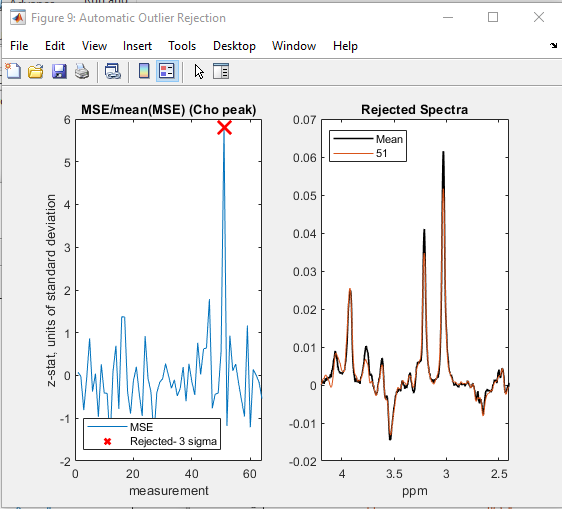 Figure 9: Automatic Outlier Rejection
File Edit View Insert Tools Desktop Window Help
MSE/mean(MSE) (Cho peak)
z-stat, units of standard deviation
6
5
4
3
2
1
0
-1
-2
0 20 40 60
measurement
MSE
Rejected- 3 sigma
Rejected Spectra
0.07
0.06
0.05
0.04
0.03
0.02
0.01
0
-0.01
-0.02
4 3.5 3 2.5
ppm
Mean
51